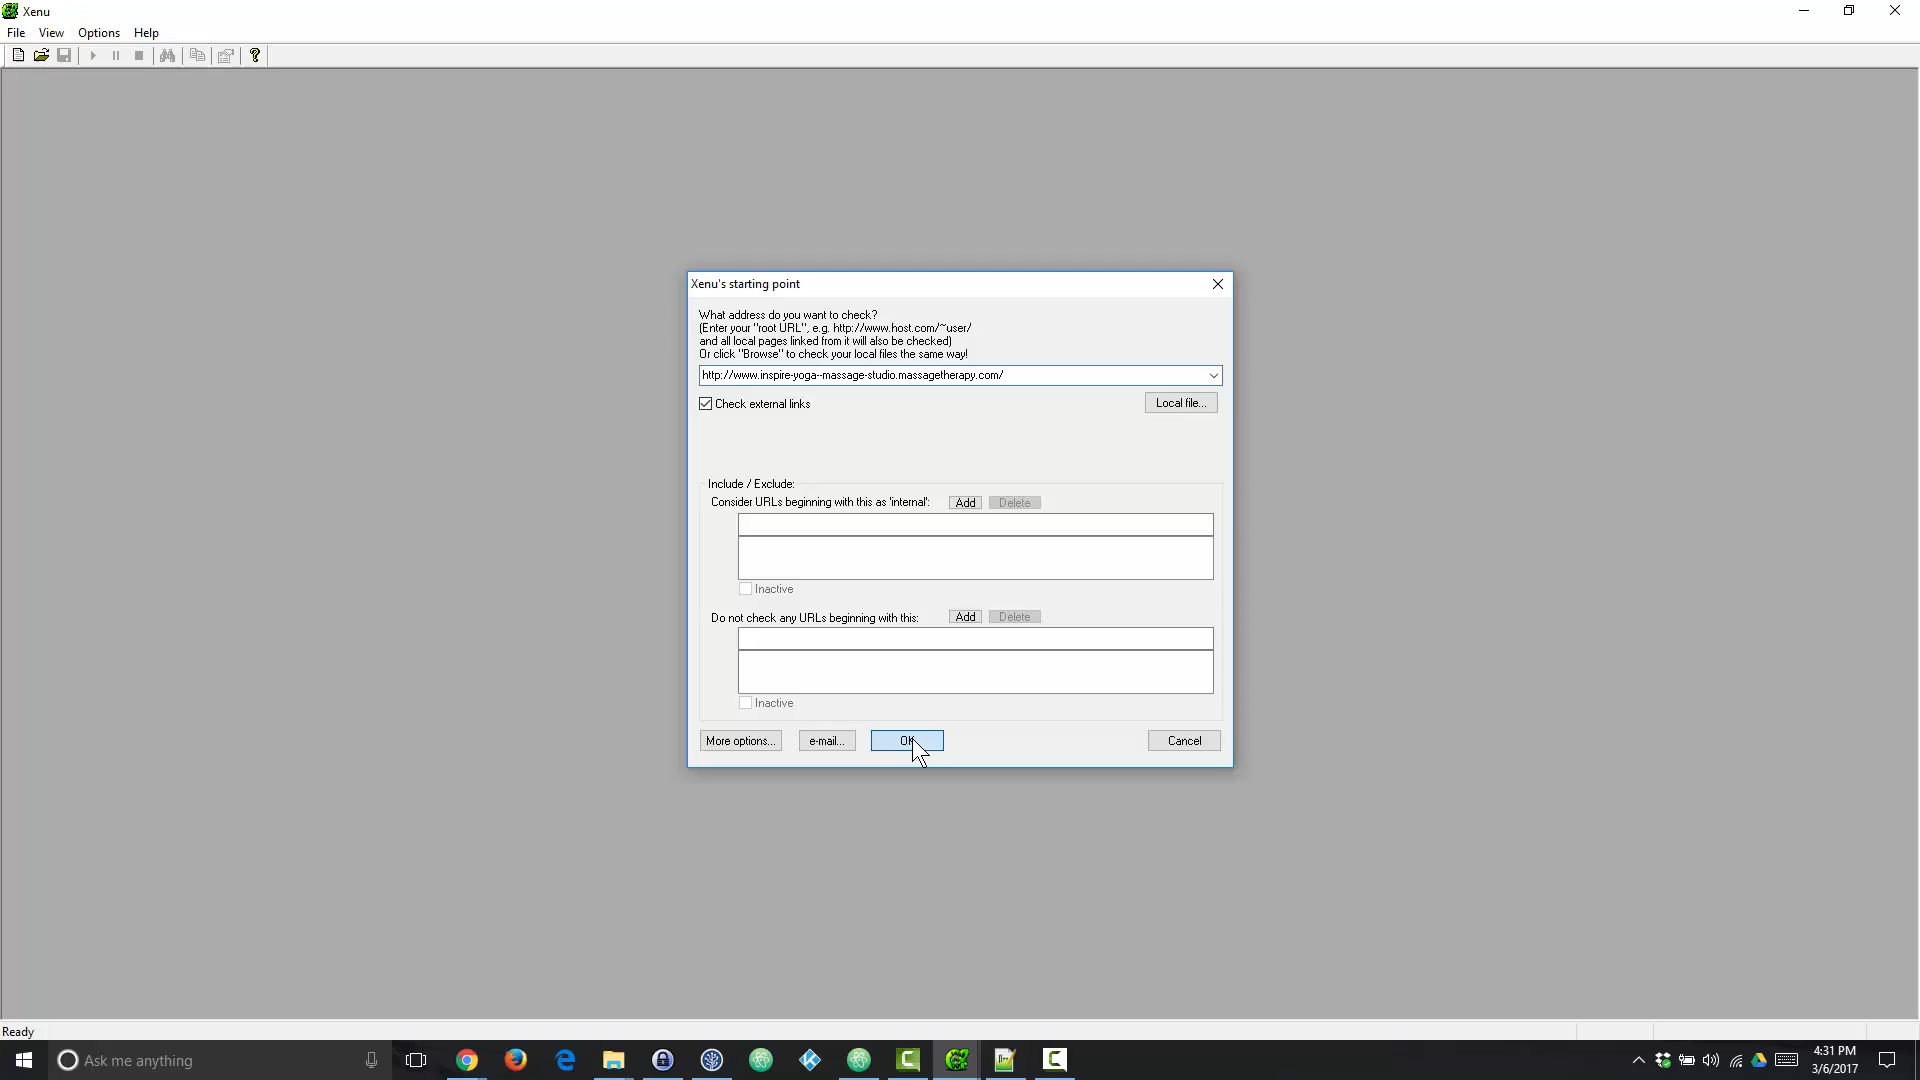 Xenu
File View Options Help
Xenu's starting point
What address do you want to check?
(Enter your "root URL", e.g. http://www.host.com/~user/
and all local pages linked from it will also be checked)
Or click "Browse" to check your local files the same way!
http://www.inspire-yoga--massage-studio.massagetherapy.com/
Check external links
Local file...
Include / Exclude:
Consider URLs beginning with this as 'internal': Add Delete
Inactive
Do not check any URLs beginning with this: Add Delete
Inactive
More options... e-mail... OK Cancel
Ready
Ask me anything
4:31 PM
3/6/2017